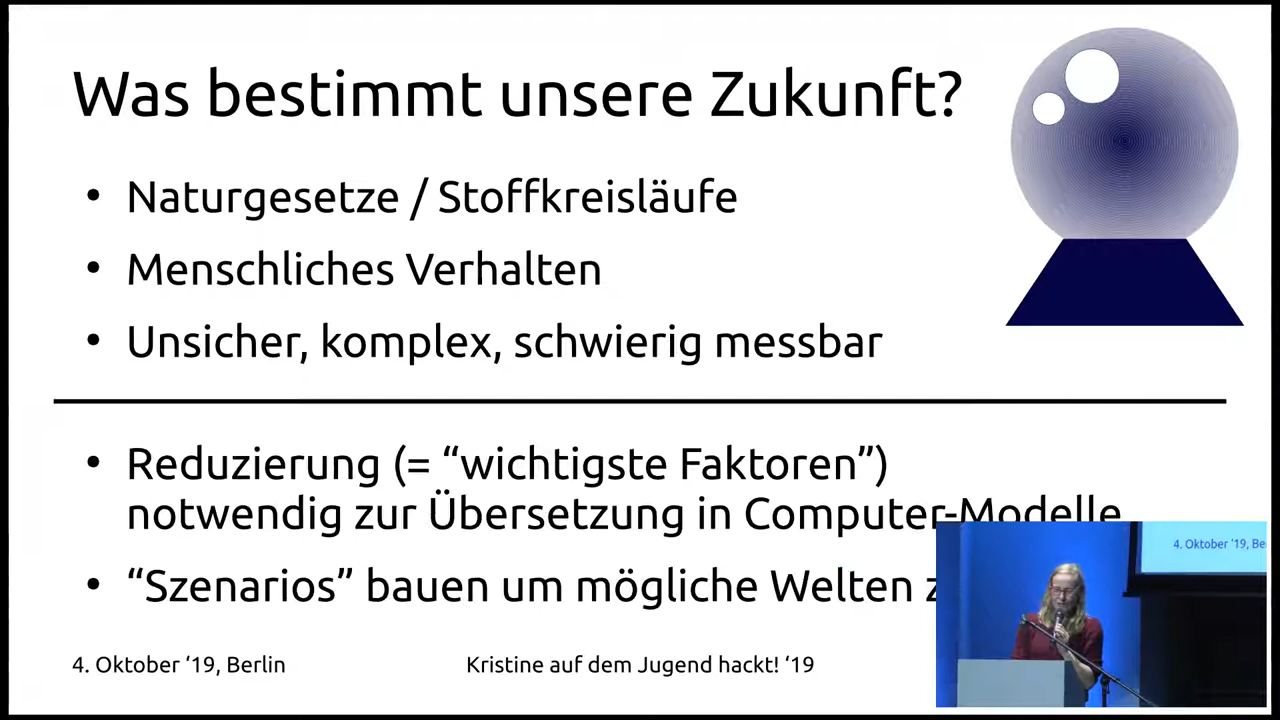 Was bestimmt unsere Zukunft?
• Naturgesetze / Stoffkreisläufe
• Menschliches Verhalten
• Unsicher, komplex, schwierig messbar
• Reduzierung (= “wichtigste Faktoren”)
notwendig zur Übersetzung in Computer-Modelle
• “Szenarios” bauen um mögliche Welten
4. Oktober ‘19, Be
4. Oktober ‘19, Berlin
Kristine auf dem Jugend hackt! ‘19